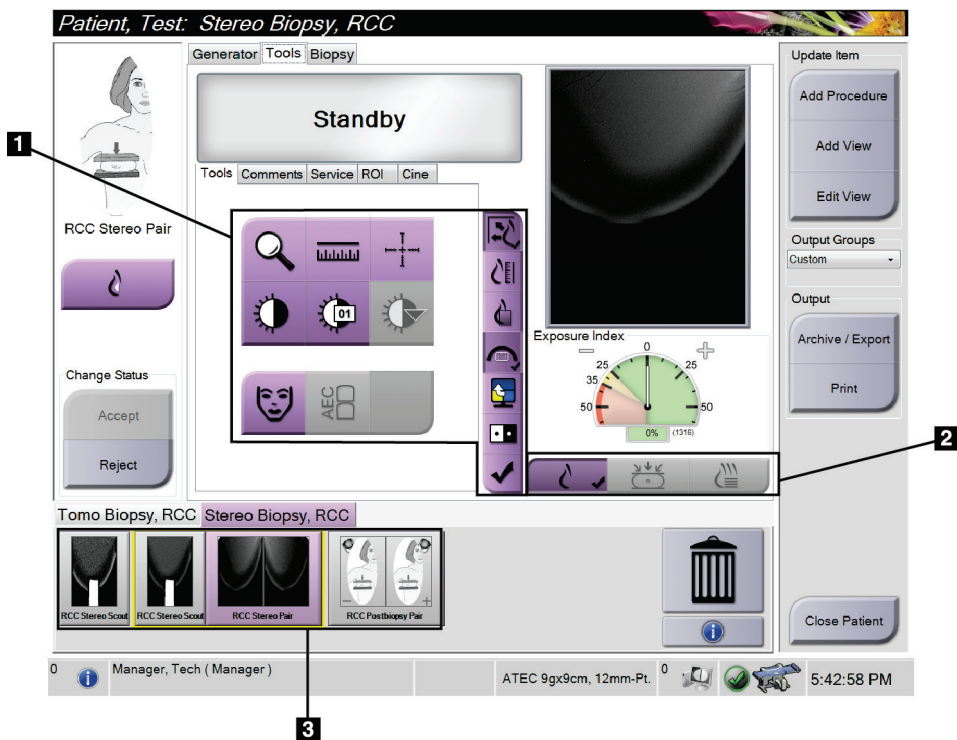 Patient, Test: Stereo Biopsy, RCC
Generator Tools Biopsy
Standby
Tools Comments Service ROI Cine
01
AEC
RCC Stereo Pair
Change Status
Accept
Reject
Exposure Index
0
25 25
35
50 50
0% (1316)
Update Item
Add Procedure
Add View
Edit View
Output Groups
Custom
Output
Archive / Export
Print
1
2
Tomo Biopsy, RCC Stereo Biopsy, RCC
RCC Stereo Scout RCC Stereo Scout RCC Stereo Pair RCC Postbiopsy Pair
Close Patient
0 Manager, Tech ( Manager ) ATEC 9gx9cm, 12mm-Pt. 0 5:42:58 PM
3